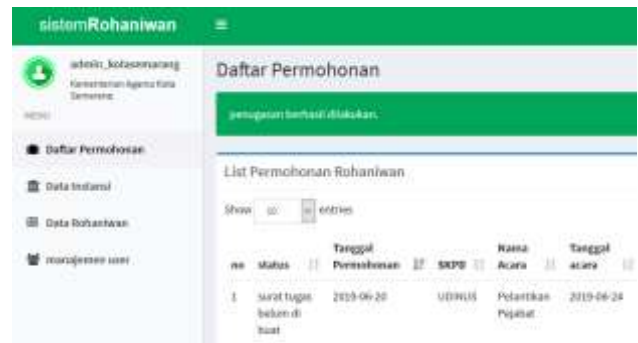 sistemRohaniwan
admin_kotasemarang
Kementerian Agama Kota
Semarang
MENU
Daftar Permohonan
Data Instansi
Data Rohaniwan
manajemen user
Daftar Permohonan
penugasan berhasil dilakukan.
List Permohonan Rohaniwan
Show 10 entries
no status Tanggal Permohonan SKPD Nama Acara Tanggal acara
1 surat tugas 2019-06-20 UDINUS Pelantikan 2019-06-24
belum di Pejabat
buat